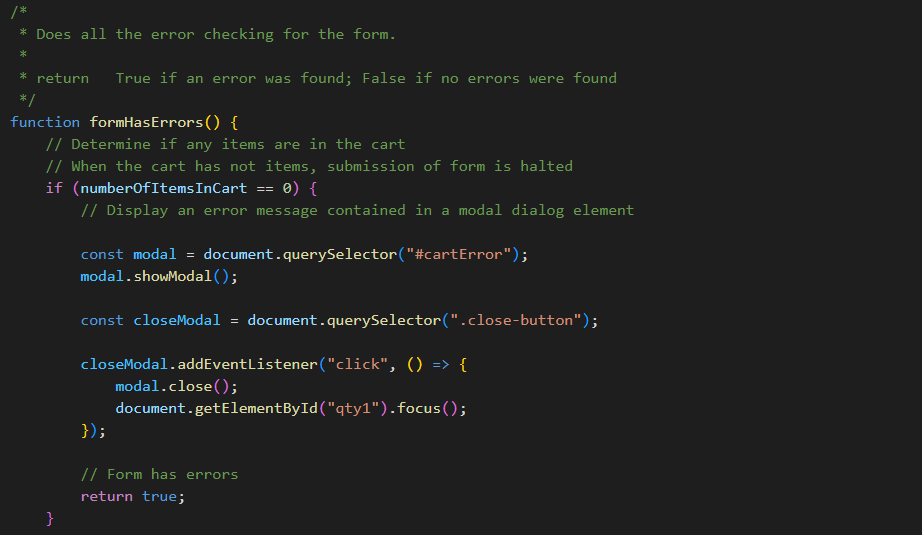 /*
 * Does all the error checking for the form.
 *
 * return   True if an error was found; False if no errors were found
 */
function formHasErrors() {
    // Determine if any items are in the cart
    // When the cart has not items, submission of form is halted
    if (numberOfItemsInCart == 0) {
        // Display an error message contained in a modal dialog element

        const modal = document.querySelector("#cartError");
        modal.showModal();

        const closeModal = document.querySelector(".close-button");

        closeModal.addEventListener("click", () => {
            modal.close();
            document.getElementById("qty1").focus();
        });

        // Form has errors
        return true;
    }